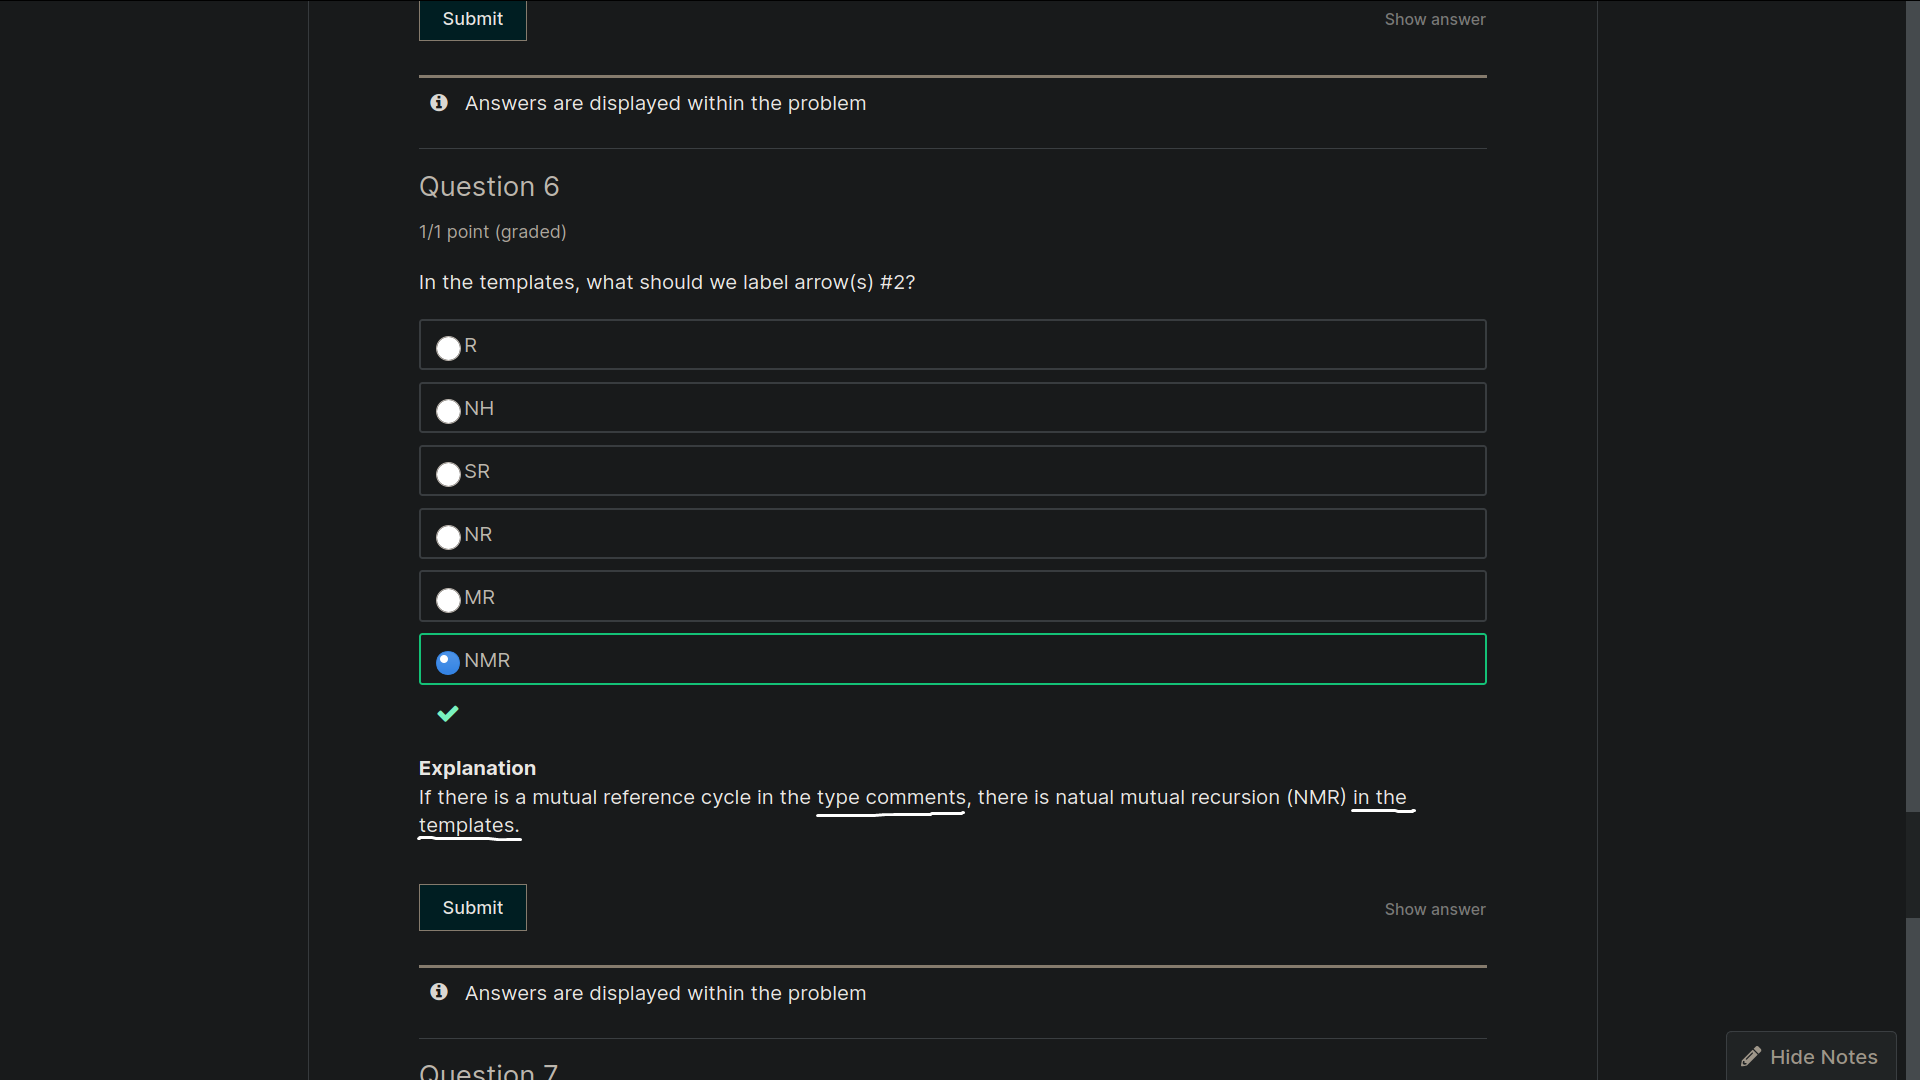 Submit
Show answer
Answers are displayed within the problem
Question 6
1/1 point (graded)
In the templates, what should we label arrow(s) #2?
R
NH
SR
NR
MR
NMR
Explanation
If there is a mutual reference cycle in the type comments, there is natual mutual recursion (NMR) in the
templates.
Submit
Show answer
Answers are displayed within the problem
Question 7
Hide Notes